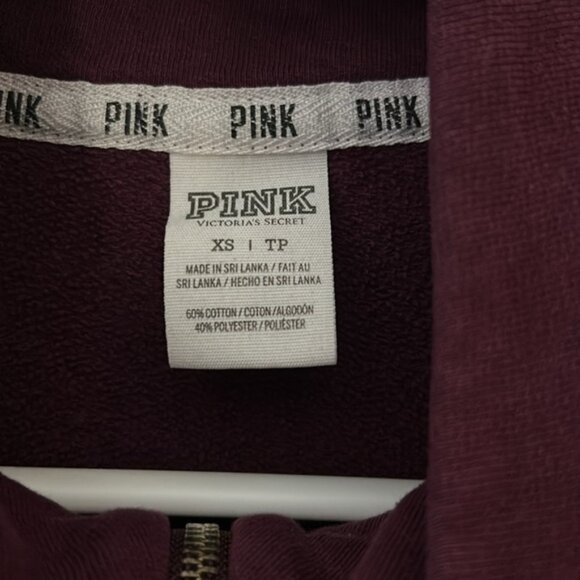 INK PINK PINK PINK
PINK
VICTORIA'S SECRET
XS | TP
MADE IN SRI LANKA / FAIT AU
SRI LANKA / HECHO EN SRI LANKA
60% COTTON / COTON / ALGODÓN
40% POLYESTER / POLIÉSTER